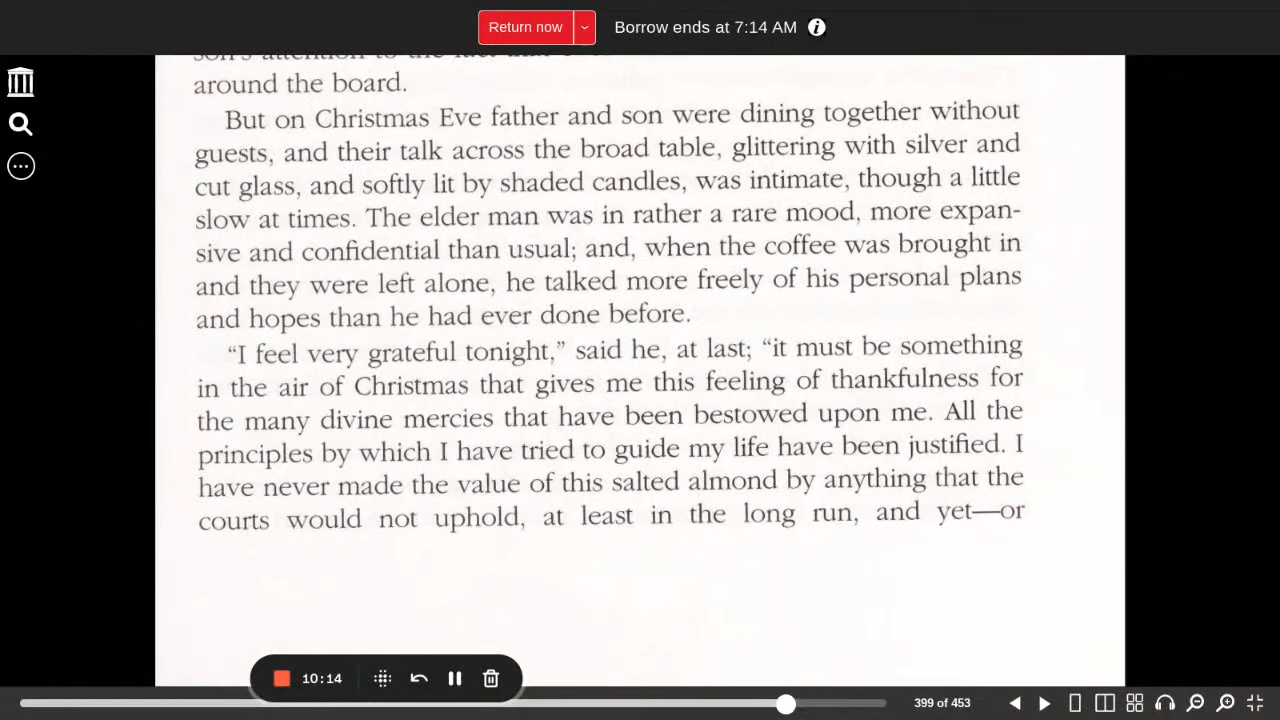 Return now
Borrow ends at 7:14 AM
son's attention to the fact that
around the board.
But on Christmas Eve father and son were dining together without
guests, and their talk across the broad table, glittering with silver and
cut glass, and softly lit by shaded candles, was intimate, though a little
slow at times. The elder man was in rather a rare mood, more expan-
sive and confidential than usual; and, when the coffee was brought in
and they were left alone, he talked more freely of his personal plans
and hopes than he had ever done before.
“I feel very grateful tonight,” said he, at last; “it must be something
in the air of Christmas that gives me this feeling of thankfulness for
the many divine mercies that have been bestowed upon me. All the
principles by which I have tried to guide my life have been justified. I
have never made the value of this salted almond by anything that the
courts would not uphold, at least in the long run, and yet—or
10:14
399 of 453